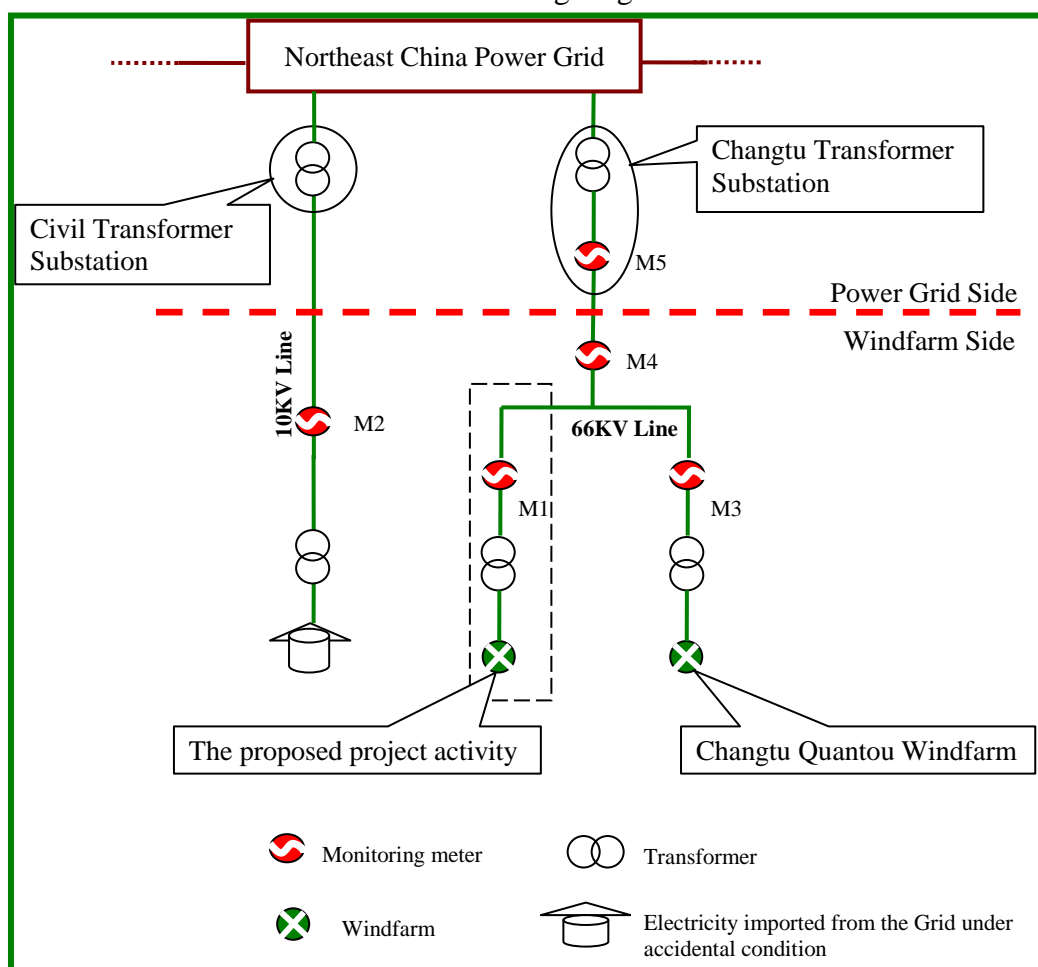 Northeast China Power Grid
Changtu Transformer
Substation
Civil Transformer
Substation
M5
Power Grid Side
Windfarm Side
M4
10KV Line
M2
66KV Line
M1
M3
The proposed project activity
Changtu Quantou Windfarm
Monitoring meter
Transformer
Windfarm
Electricity imported from the Grid under
accidental condition